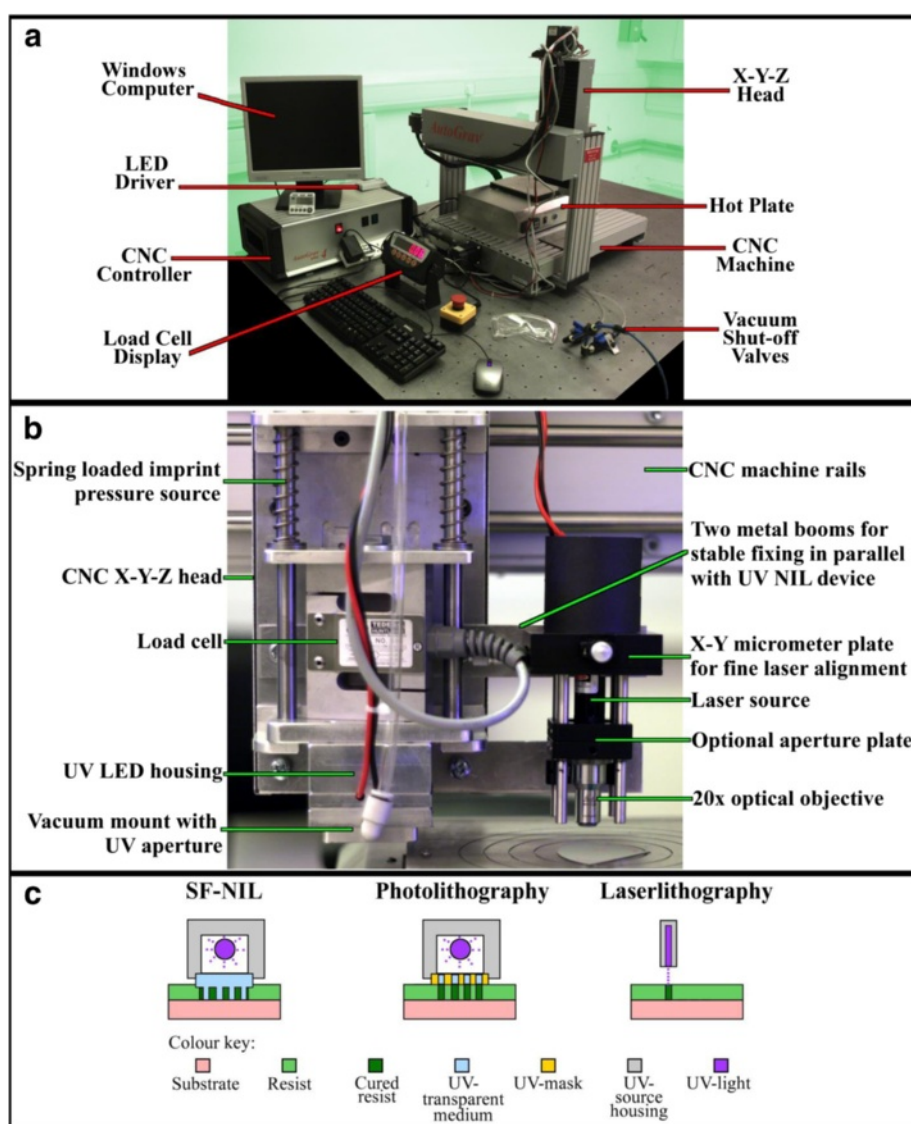 a
Windows
Computer
LED
Driver
CNC
Controller
Load Cell
Display
AutoGrav
X-Y-Z
Head
Hot Plate
CNC
Machine
Vacuum
Shut-off
Valves
b
Spring loaded imprint
pressure source
CNC X-Y-Z head
Load cell
UV LED housing
Vacuum mount with
UV aperture
CNC machine rails
Two metal booms for
stable fixing in parallel
with UV NIL device
X-Y micrometer plate
for fine laser alignment
Laser source
Optional aperture plate
20x optical objective
c
SF-NIL
Photolithography
Laserlithography
Colour key:
Substrate
Resist
Cured
resist
UV-
transparent
medium
UV-mask
UV-
source
housing
UV-light